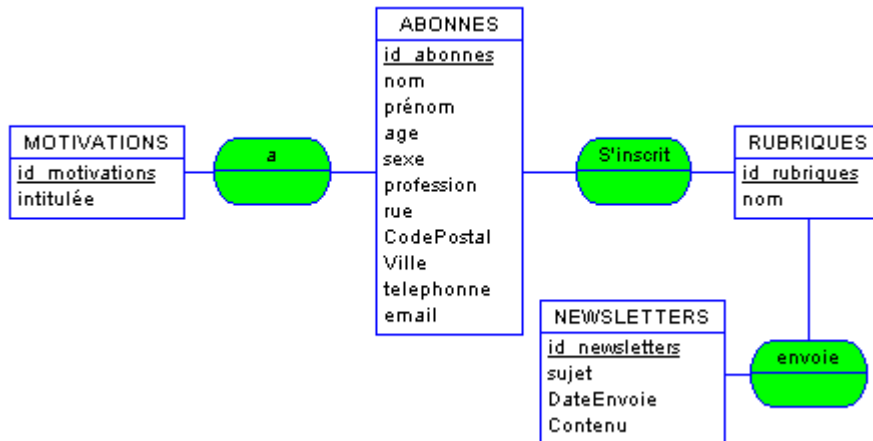 ABONNES
id_abonnes
nom
prénom
age
sexe
profession
rue
CodePostal
Ville
telephonne
email
MOTIVATIONS
id_motivations
intitulée
a
S'inscrit
RUBRIQUES
id_rubriques
nom
NEWSLETTERS
id_newsletters
sujet
DateEnvoie
Contenu
envoie